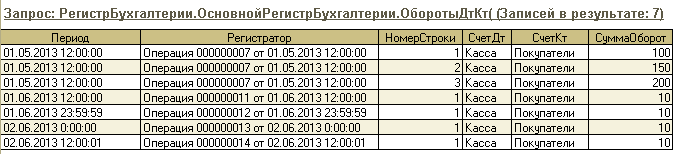 Запрос: РегистрБухгалтерии.ОсновнойРегистрБухгалтерии.ОборотыДтКт( (Записей в результате: 7)
Период Регистратор НомерСтроки СчетДт СчетКт СуммаОборот
01.05.2013 12:00:00 Операция 000000007 от 01.05.2013 12:00:00 1 Касса Покупатели 100
01.05.2013 12:00:00 Операция 000000007 от 01.05.2013 12:00:00 2 Касса Покупатели 150
01.05.2013 12:00:00 Операция 000000007 от 01.05.2013 12:00:00 3 Касса Покупатели 200
01.06.2013 12:00:00 Операция 000000011 от 01.06.2013 12:00:00 1 Касса Покупатели 10
01.06.2013 23:59:59 Операция 000000012 от 01.06.2013 23:59:59 1 Касса Покупатели 10
02.06.2013 0:00:00 Операция 000000013 от 02.06.2013 0:00:00 1 Касса Покупатели 10
02.06.2013 12:00:01 Операция 000000014 от 02.06.2013 12:00:01 1 Касса Покупатели 10